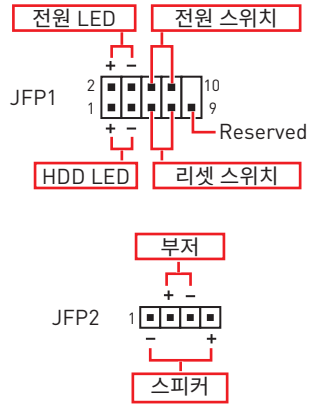 전원 LED 전원 스위치
+ −
2 10
JFP1
1 9
+ −
Reserved
HDD LED 리셋 스위치
부저
+ −
JFP2 1
− +
스피커